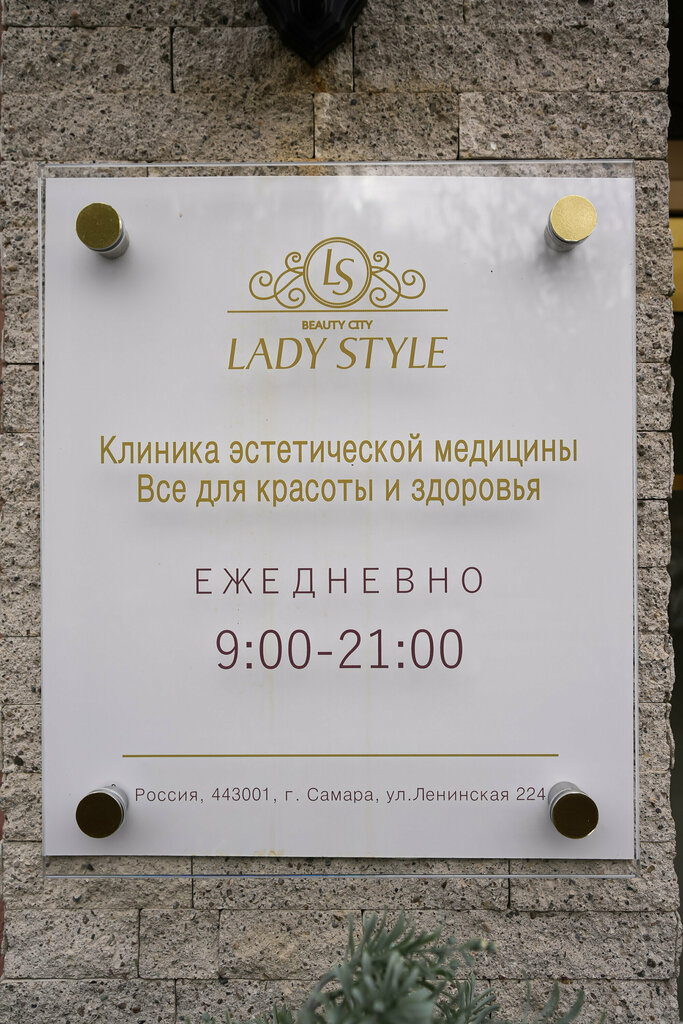 LS
BEAUTY CITY
LADY STYLE
Клиника эстетической медицины
Все для красоты и здоровья
ЕЖЕДНЕВНО
9:00-21:00
Россия, 443001, г. Самара, ул.Ленинская 224